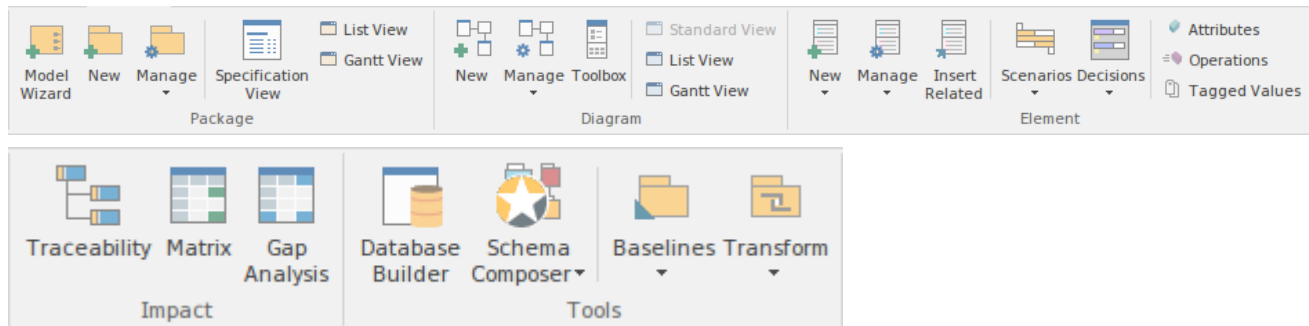 Model Wizard
New
Manage
Specification View
List View
Gantt View
Package
New
Manage
Toolbox
Standard View
List View
Gantt View
Diagram
New
Manage
Insert Related
Scenarios
Decisions
Attributes
Operations
Tagged Values
Element
Traceability
Matrix
Gap Analysis
Impact
Database Builder
Schema Composer
Baselines
Transform
Tools